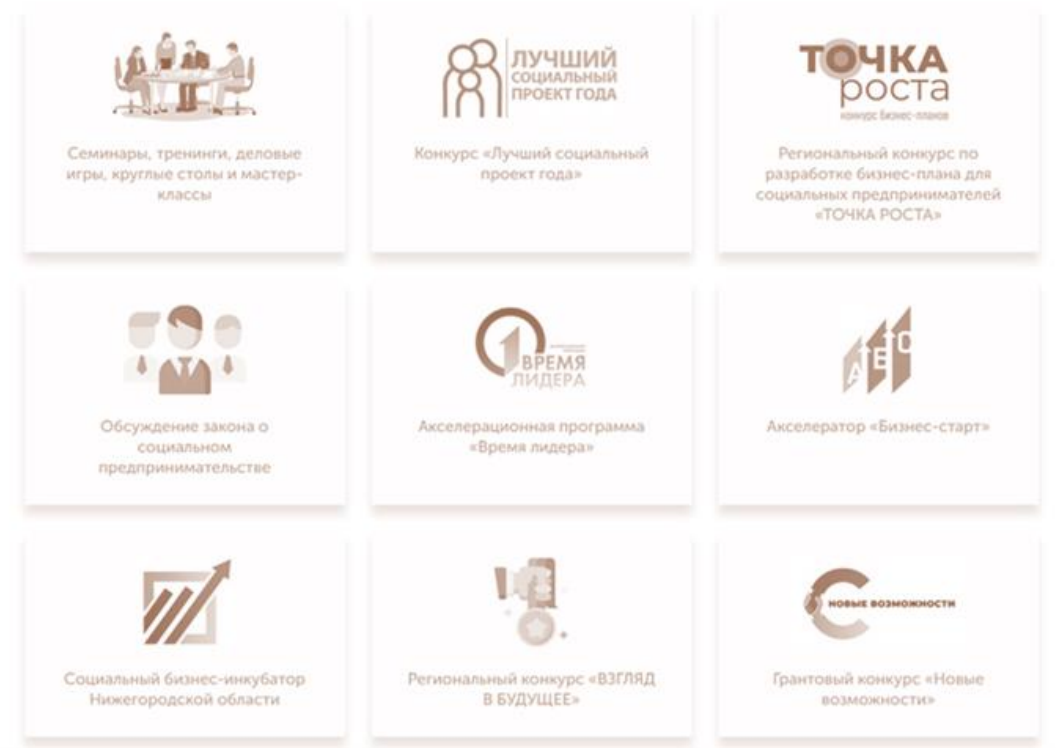 ЛУЧШИЙ
СОЦИАЛЬНЫЙ
ПРОЕКТ ГОДА
ТОЧКА
роста
конкурс бизнес-планов
Семинары, тренинги, деловые
игры, круглые столы и мастер-
классы
Конкурс «Лучший социальный
проект года»
Региональный конкурс по
разработке бизнес-плана для
социальных предпринимателей
«ТОЧКА РОСТА»
1
ВРЕМЯ
ЛИДЕРА
А Б С
Обсуждение закона о
социальном
предпринимательстве
Акселерационная программа
«Время лидера»
Акселератор «Бизнес-старт»
НОВЫЕ ВОЗМОЖНОСТИ
Социальный бизнес-инкубатор
Нижегородской области
Региональный конкурс «ВЗГЛЯД
В БУДУЩЕЕ»
Грантовый конкурс «Новые
возможности»